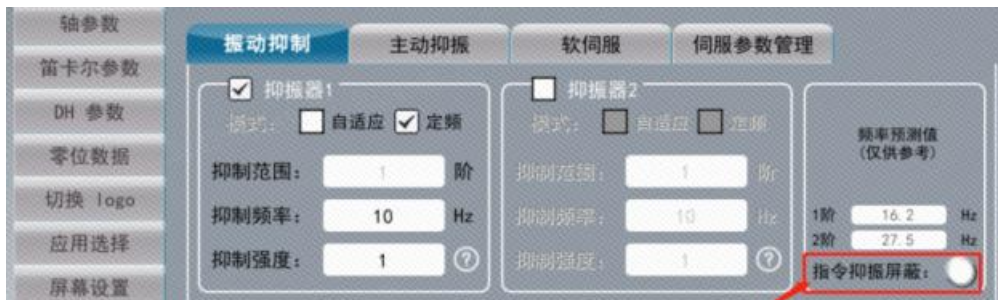 轴参数
笛卡尔参数
DH 参数
零位数据
切换 logo
应用选择
屏幕设置
振动抑制 主动抑振 软伺服 伺服参数管理
抑振器1
模式： 自适应 定频
抑制范围： 1 阶
抑制频率： 10 Hz
抑制强度： 1 ?
抑振器2
模式： 自适应 定频
抑制范围： 1 阶
抑制频率： 10 Hz
抑制强度： 1 ?
频率预测值
(仅供参考)
1阶 16.2 Hz
2阶 27.5 Hz
指令抑振屏蔽：